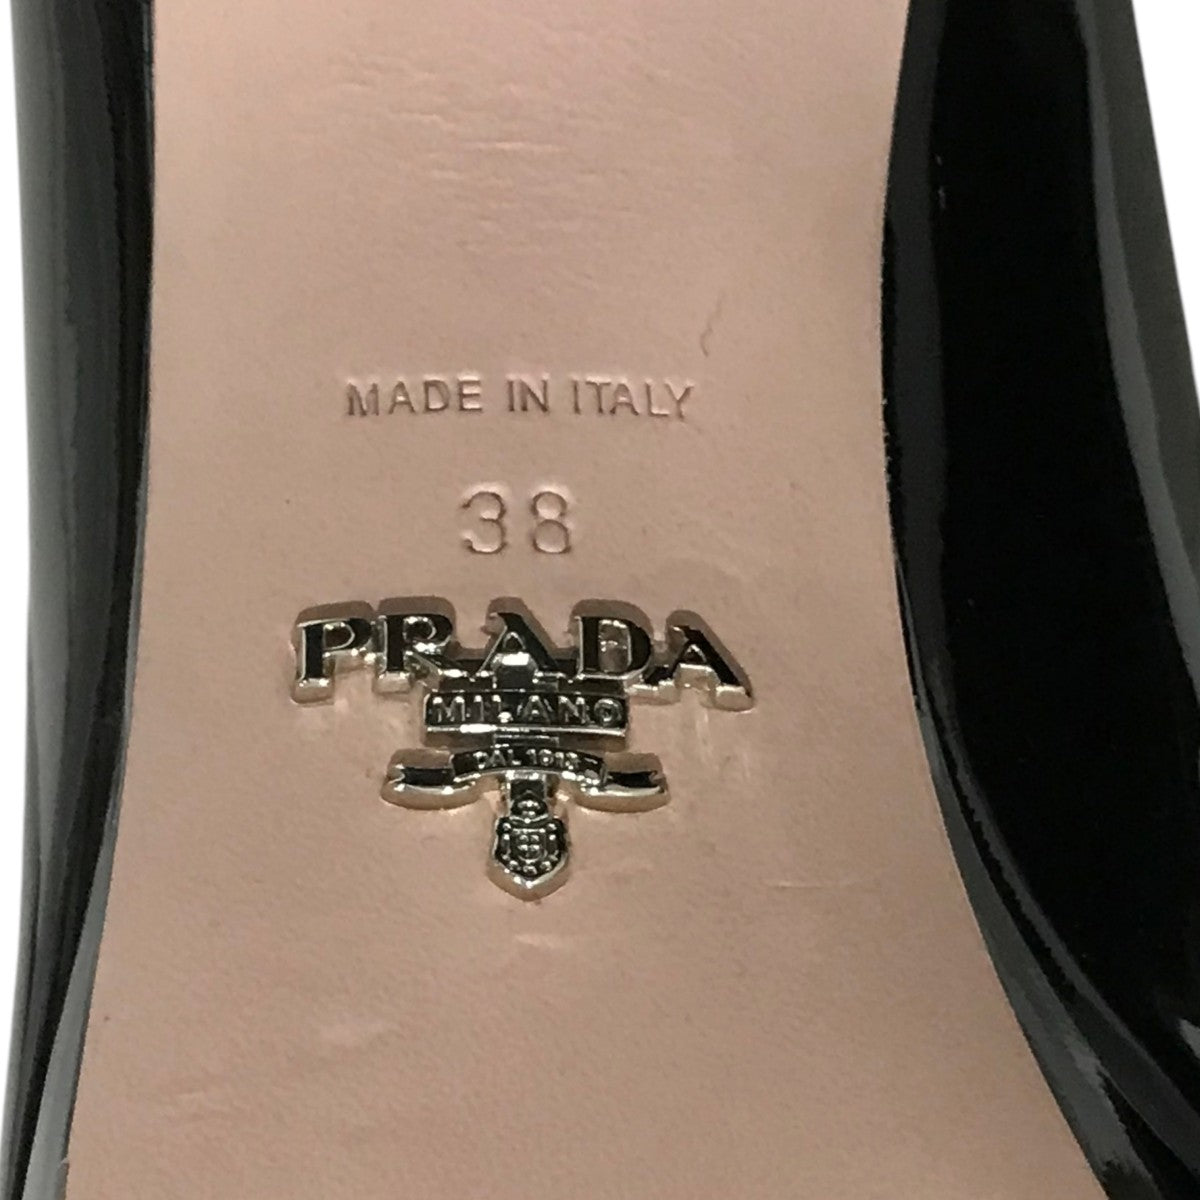 MADE IN ITALY
38
PRADA
MILANO
DAL 1913